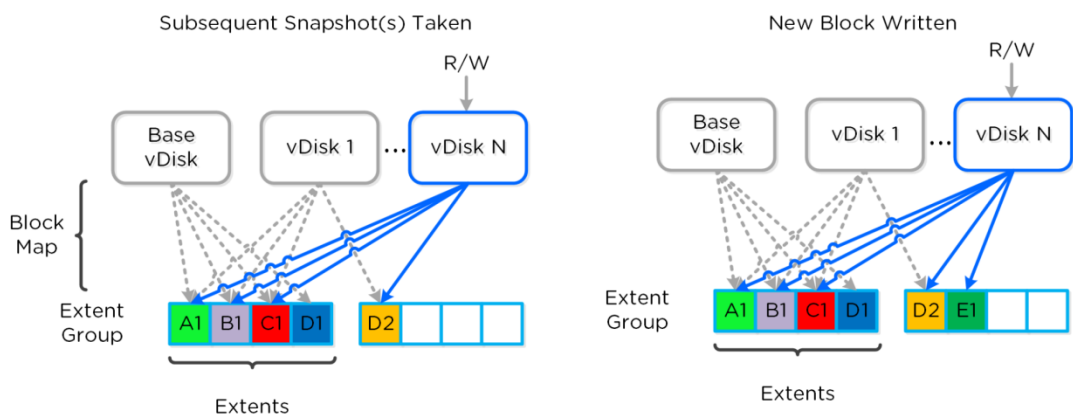 Subsequent Snapshot(s) Taken
R/W
Base
vDisk
vDisk 1
...
vDisk N
Block
Map
Extent
Group
A1
B1
C1
D1
D2
Extents
New Block Written
R/W
Base
vDisk
vDisk 1
...
vDisk N
Extent
Group
A1
B1
C1
D1
D2
E1
Extents